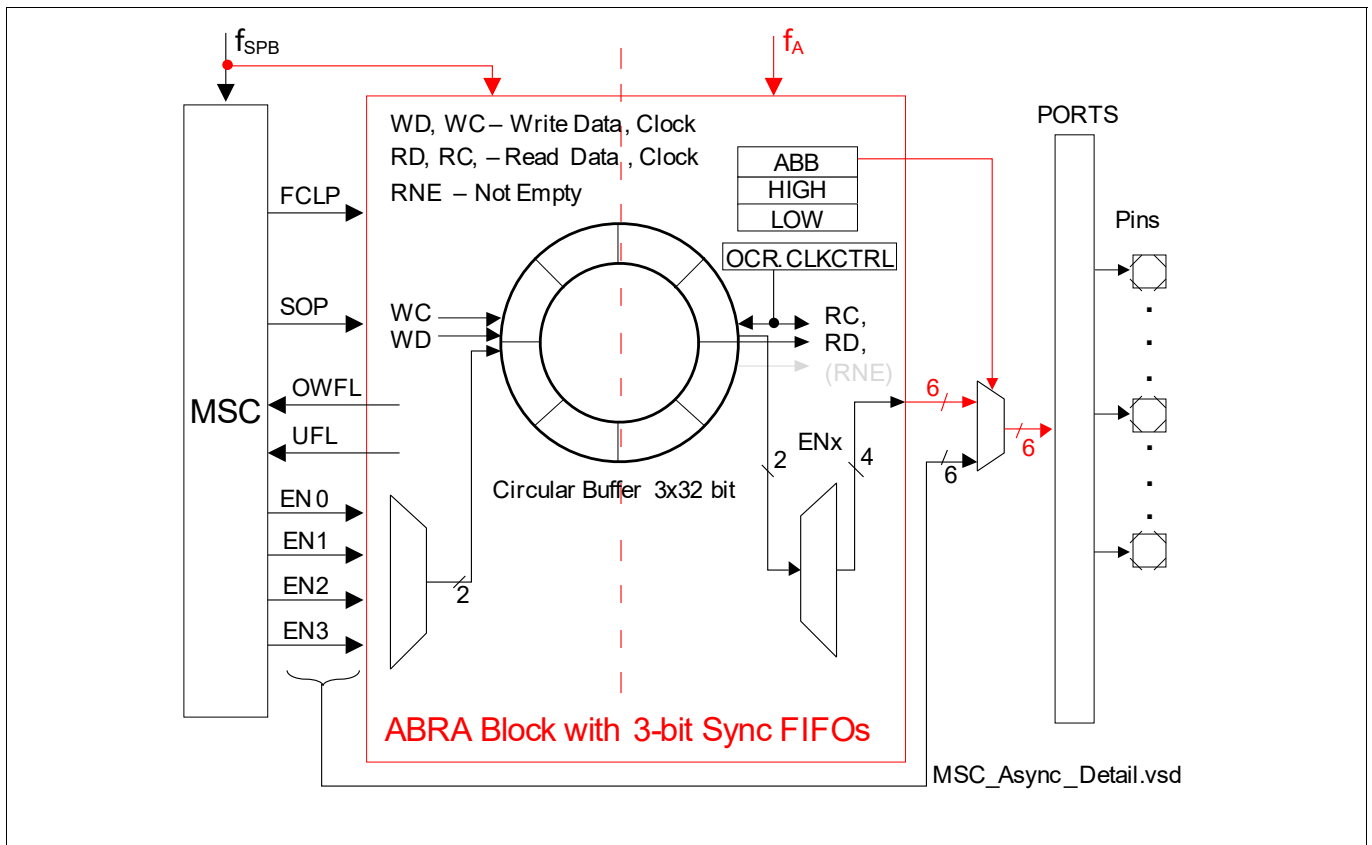 fSPB
fA
WD, WC – Write Data, Clock
RD, RC, – Read Data, Clock
RNE – Not Empty
PORTS
ABB
HIGH
LOW
Pins
FCLP
OCR.CLKCTRL
SOP
WC
WD
RC,
RD,
(RNE)
OWFL
MSC
UFL
6
6
6
ENx
2
4
Circular Buffer 3x32 bit
EN0
EN1
EN2
EN3
2
ABRA Block with 3-bit Sync FIFOs
MSC_Async_Detail.vsd